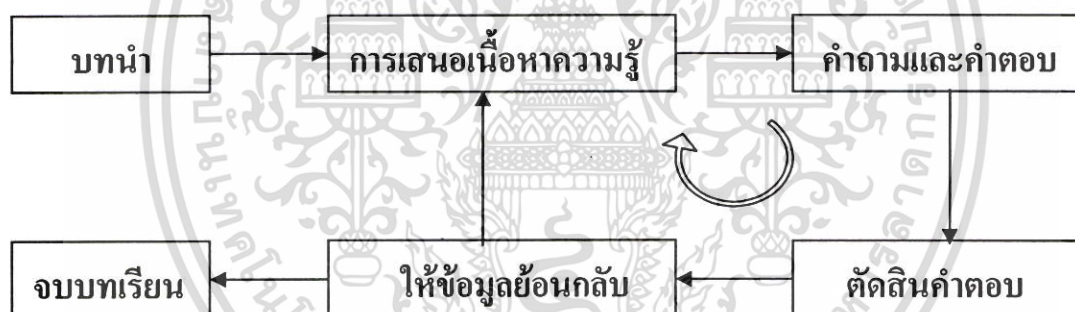 บทนำ
การเสนอเนื้อหาความรู้
คำถามและคำตอบ
จบบทเรียน
ให้ข้อมูลย้อนกลับ
ตัดสินคำตอบ